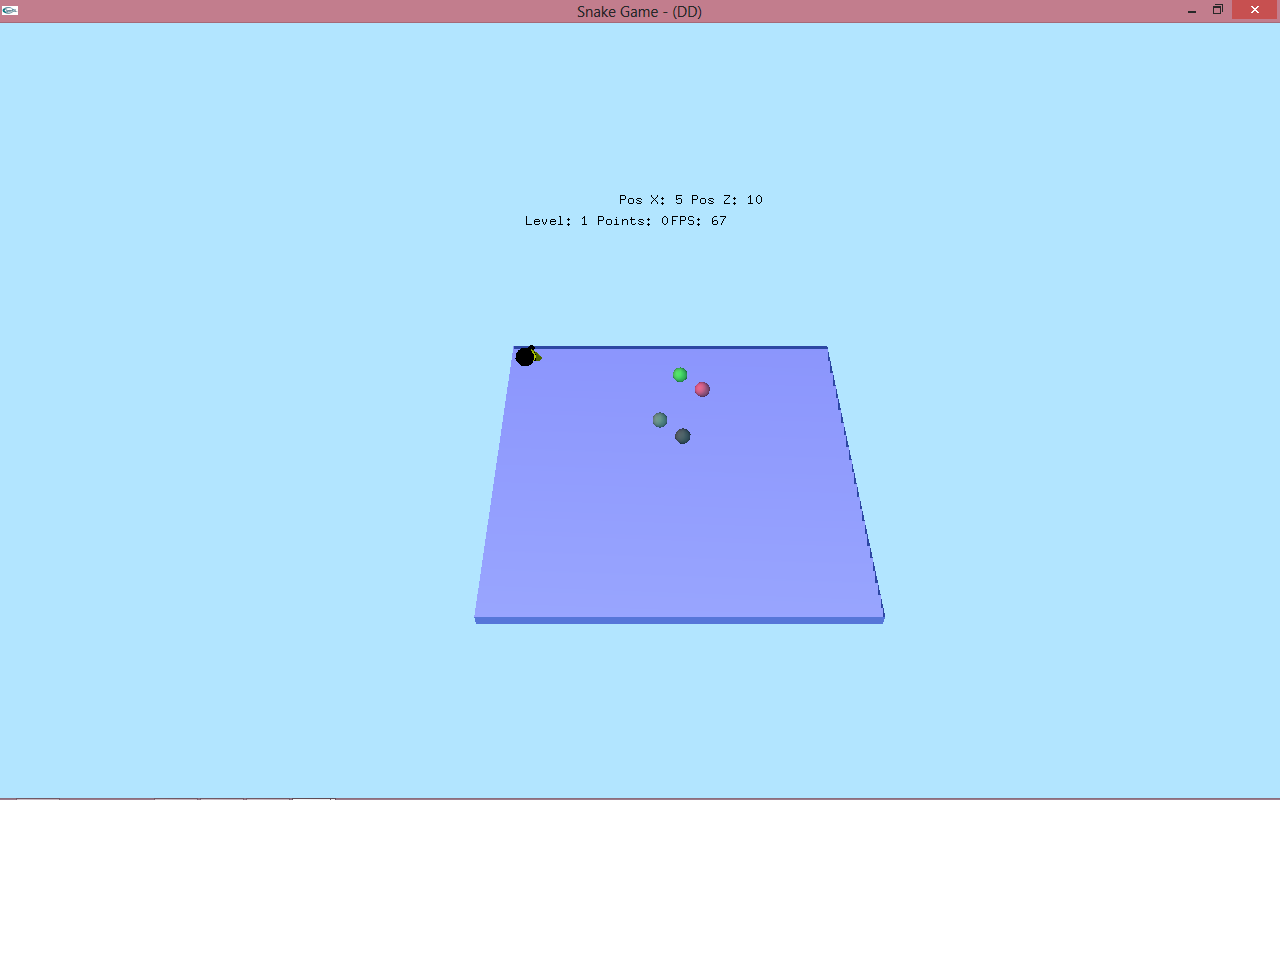 Snake Game - (DD)
Pos X: 5 Pos Z: 10
Level: 1 Points: 0FPS: 67